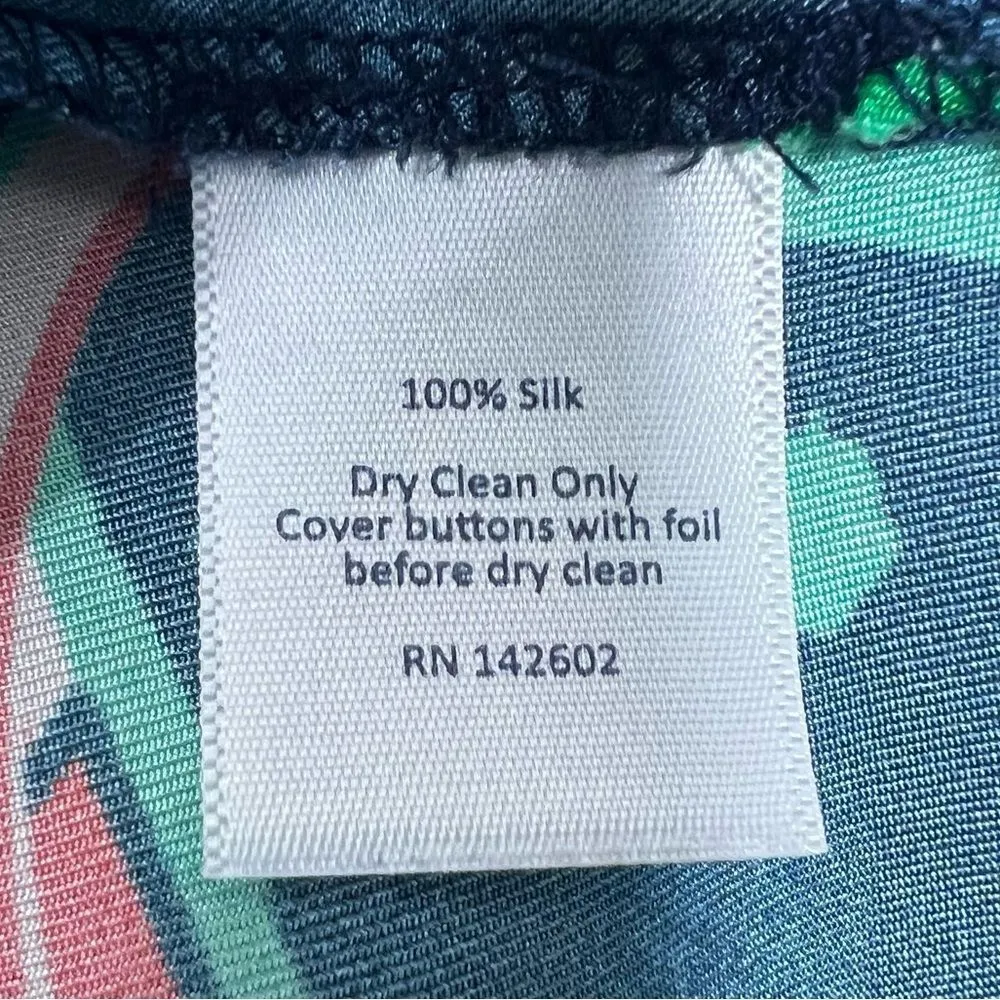 100% Silk
Dry Clean Only
Cover buttons with foil
before dry clean
RN 142602